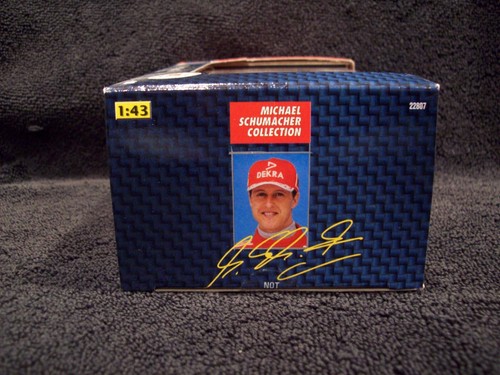 1:43
MICHAEL
SCHUMACHER
COLLECTION
22807
DEKRA
NOT